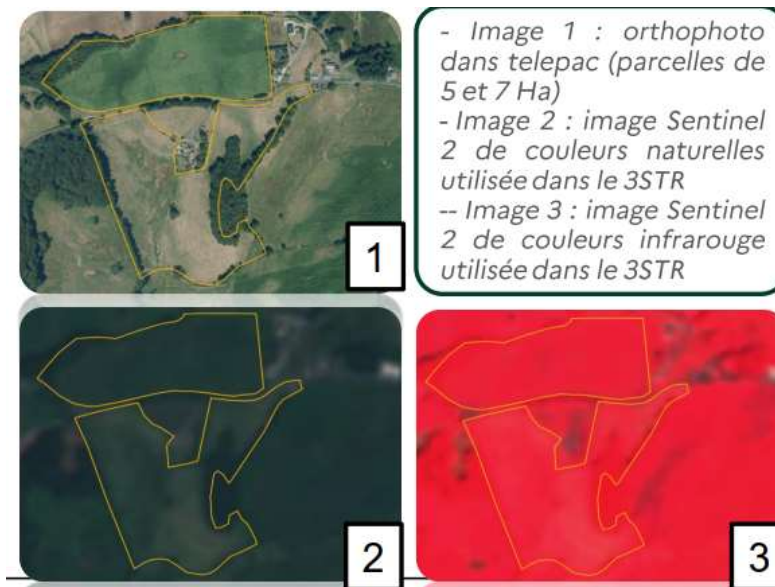 - Image 1 : orthophoto
dans telepac (parcelles de
5 et 7 Ha)
- Image 2 : image Sentinel
2 de couleurs naturelles
utilisée dans le 3STR
-- Image 3 : image Sentinel
2 de couleurs infrarouge
utilisée dans le 3STR
1
2
3